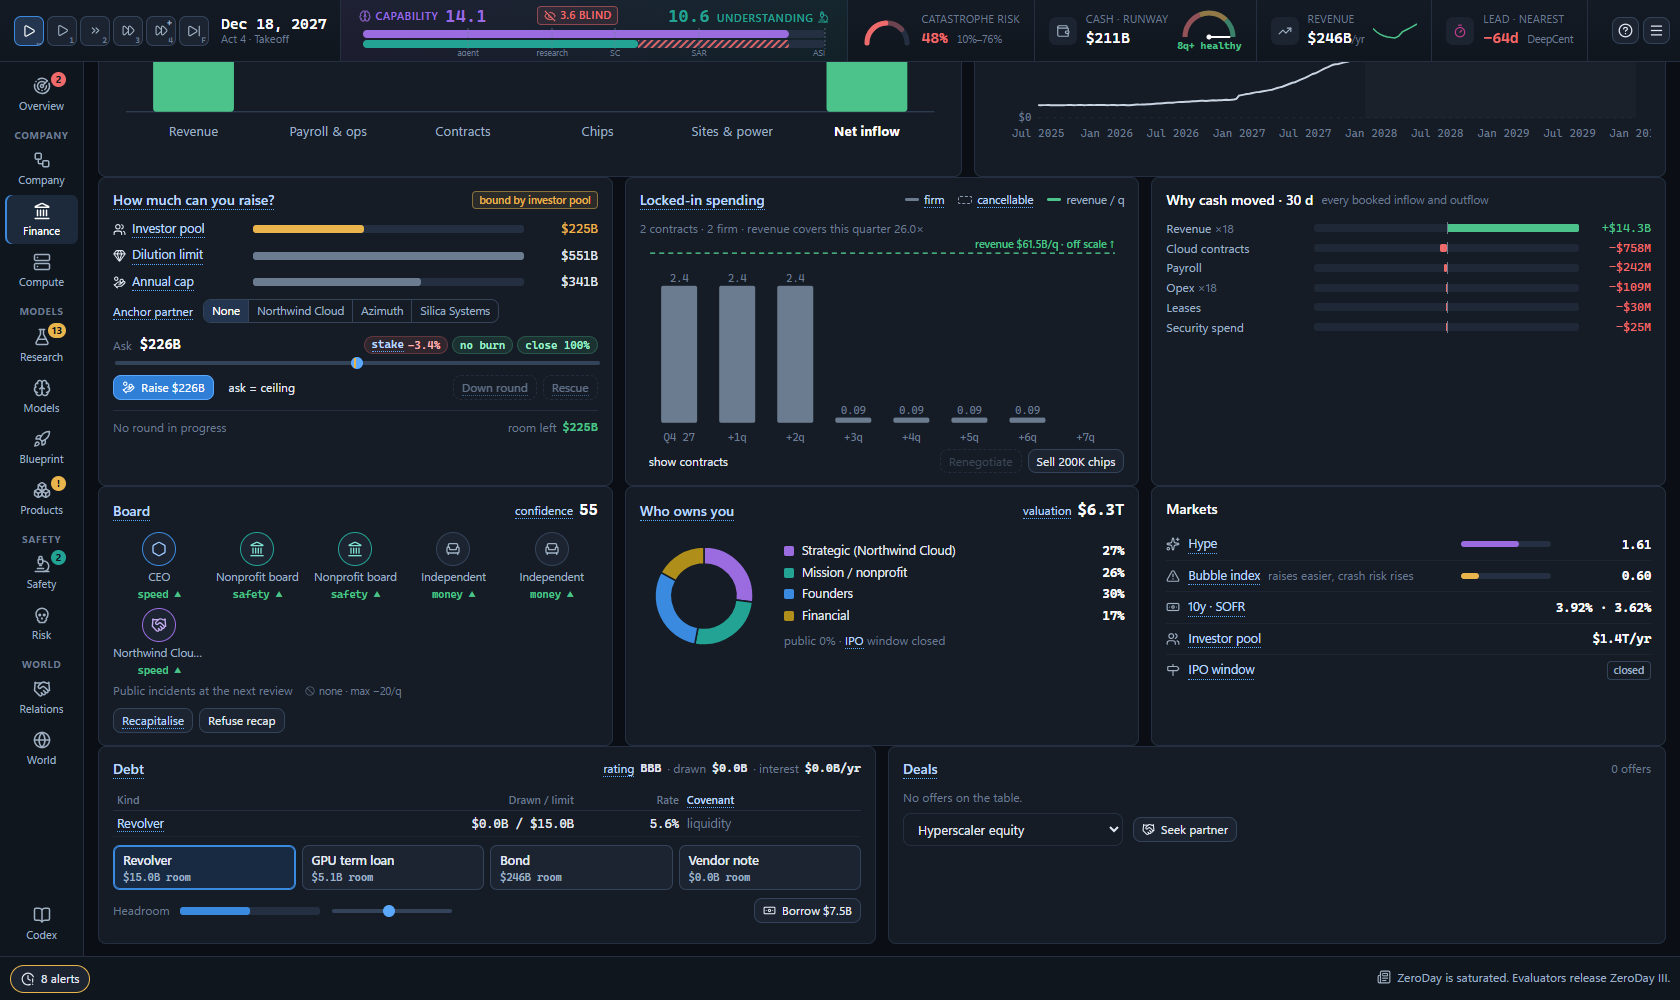 Dec 18, 2027
Act 4 · Takeoff
CAPABILITY 14.1
3.6 BLIND
10.6 UNDERSTANDING
agent research SC SAR ASI
CATASTROPHE RISK
48% 10%–76%
CASH · RUNWAY
$211B
8q+ healthy
REVENUE
$246B/yr
LEAD · NEAREST
−64d DeepCent
Overview 2
COMPANY
Company
Finance
Compute
MODELS
Research 13
Models
Blueprint
Products !
SAFETY
Safety 2
Risk
WORLD
Relations
World
Codex
Revenue Payroll & ops Contracts Chips Sites & power Net inflow
$0
Jul 2025 Jan 2026 Jul 2026 Jan 2027 Jul 2027 Jan 2028 Jul 2028 Jan 2029 Jul 2029
How much can you raise? bound by investor pool
Investor pool $225B
Dilution limit $551B
Annual cap $341B
Anchor partner None Northwind Cloud Azimuth Silica Systems
Ask $226B stake −3.4% no burn close 100%
Raise $226B ask = ceiling Down round Rescue
No round in progress room left $225B
Locked-in spending firm cancellable revenue / q
2 contracts · 2 firm · revenue covers this quarter 26.0×
revenue $61.5B/q · off scale ↑
2.4 2.4 2.4 0.09 0.09 0.09 0.09
Q4 27 +1q +2q +3q +4q +5q +6q +7q
show contracts Renegotiate Sell 200K chips
Why cash moved · 30 d every booked inflow and outflow
Revenue ×18 +$14.3B
Cloud contracts −$758M
Payroll −$242M
Opex ×18 −$109M
Leases −$30M
Security spend −$25M
Board confidence 55
CEO Nonprofit board Nonprofit board Independent Independent
speed ▲ safety ▲ safety ▲ money ▲ money ▲
Northwind Clou...
speed ▲
Public incidents at the next review none · max −20/q
Recapitalise Refuse recap
Who owns you valuation $6.3T
Strategic (Northwind Cloud) 27%
Mission / nonprofit 26%
Founders 30%
Financial 17%
public 0% · IPO window closed
Markets
Hype 1.61
Bubble index raises easier, crash risk rises 0.60
10y · SOFR 3.92% · 3.62%
Investor pool $1.4T/yr
IPO window closed
Debt rating BBB · drawn $0.0B · interest $0.0B/yr
Kind Drawn / limit Rate Covenant
Revolver $0.0B / $15.0B 5.6% liquidity
Revolver GPU term loan Bond Vendor note
$15.0B room $5.1B room $246B room $0.0B room
Headroom Borrow $7.5B
Deals 0 offers
No offers on the table.
Hyperscaler equity Seek partner
8 alerts
ZeroDay is saturated. Evaluators release ZeroDay III.